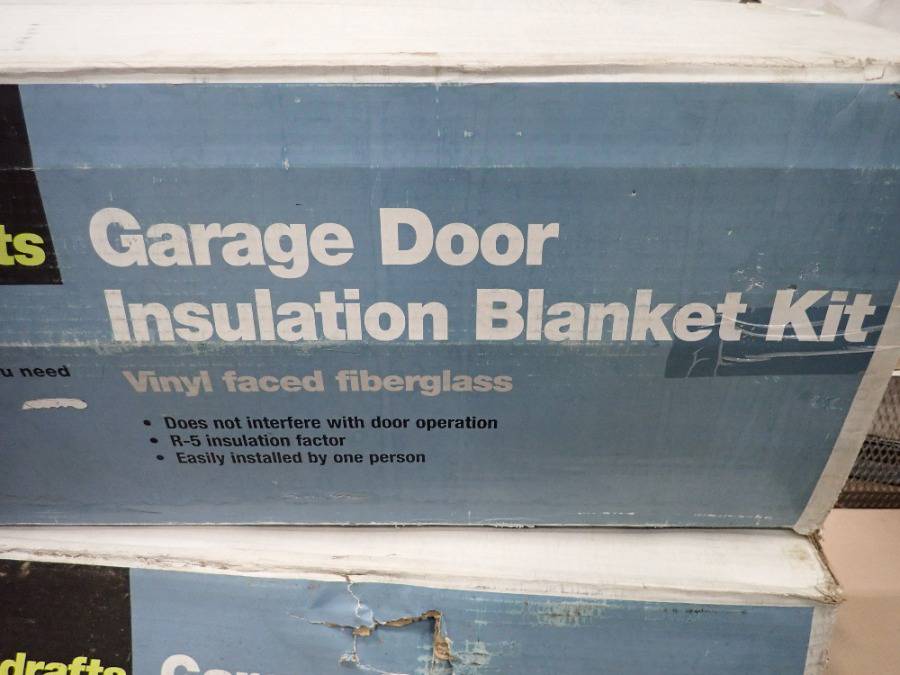 ts
Garage Door
Insulation Blanket Kit
u need
Vinyl faced fiberglass
• Does not interfere with door operation
• R-5 insulation factor
• Easily installed by one person
drafts